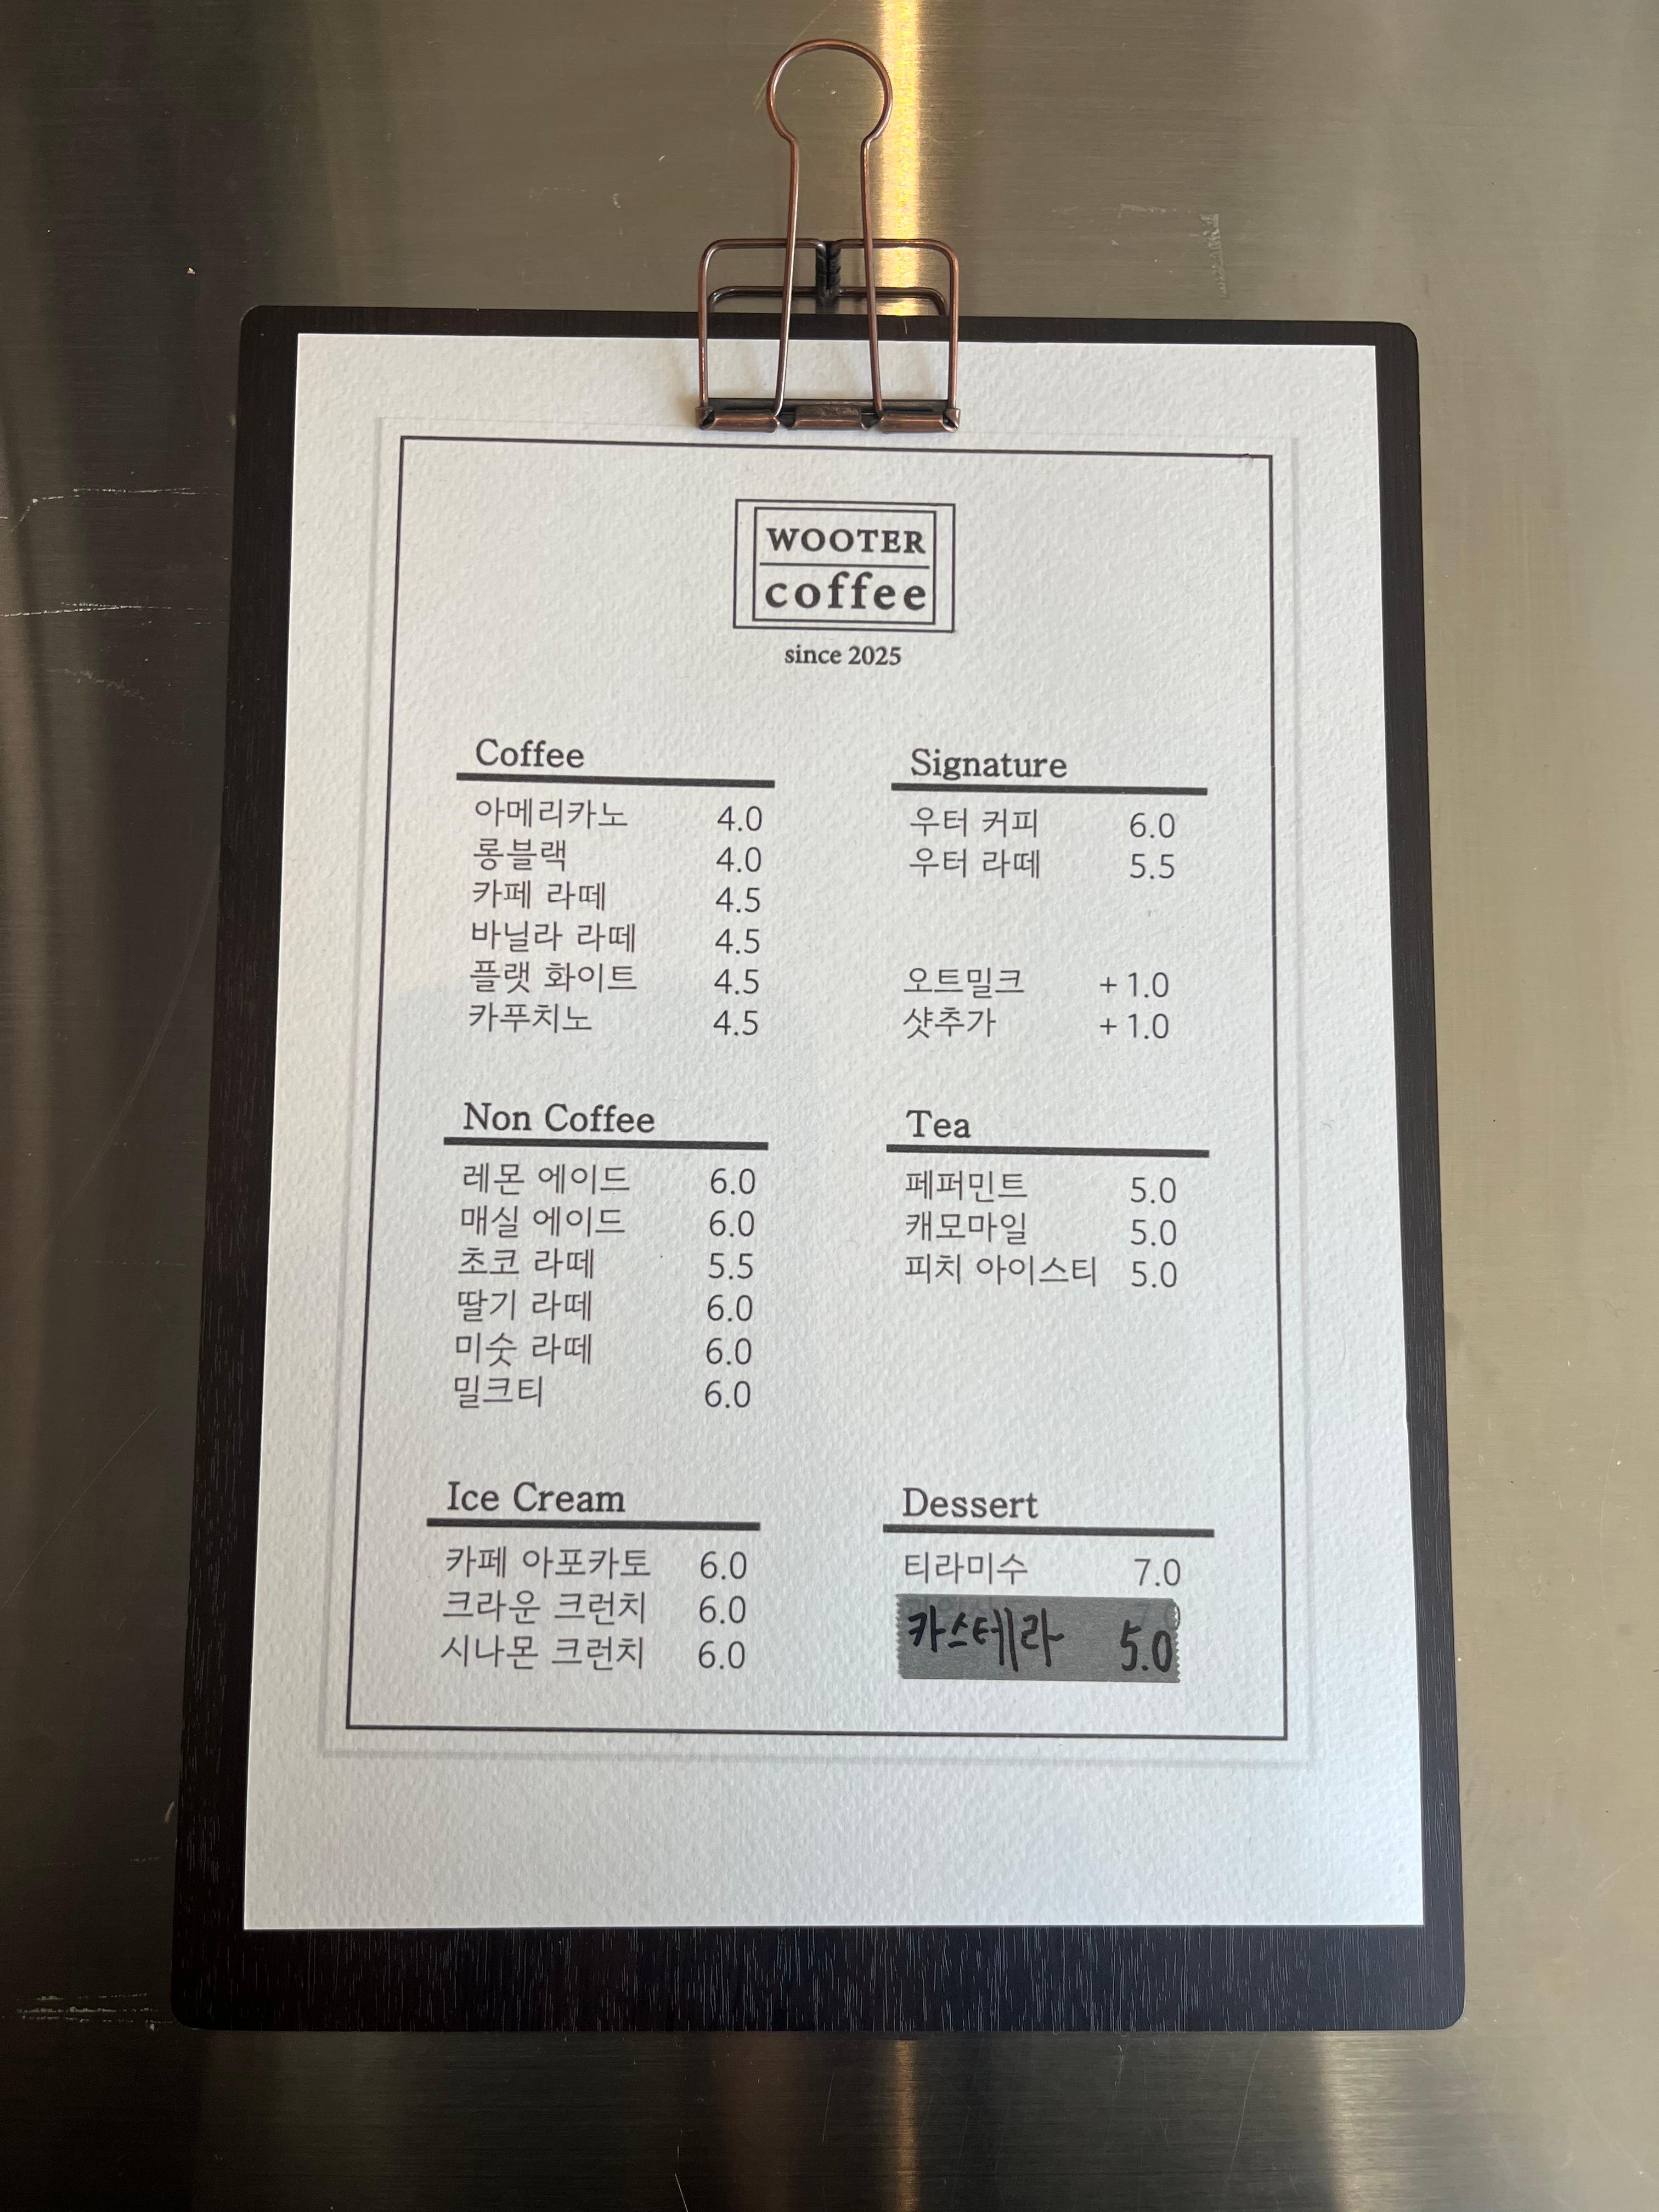 WOOTER
coffee
since 2025
Coffee
아메리카노 4.0
롱블랙 4.0
카페 라떼 4.5
바닐라 라떼 4.5
플랫 화이트 4.5
카푸치노 4.5
Signature
우터 커피 6.0
우터 라떼 5.5
오트밀크 + 1.0
샷추가 + 1.0
Non Coffee
레몬 에이드 6.0
매실 에이드 6.0
초코 라떼 5.5
딸기 라떼 6.0
미숫 라떼 6.0
밀크티 6.0
Tea
페퍼민트 5.0
캐모마일 5.0
피치 아이스티 5.0
Ice Cream
카페 아포카토 6.0
크라운 크런치 6.0
시나몬 크런치 6.0
Dessert
티라미수 7.0
카스테라 5.0